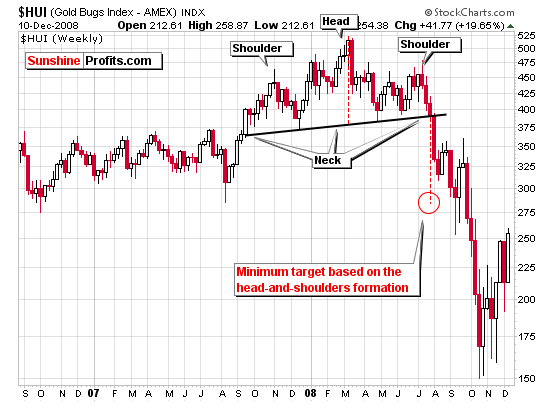 $HUI (Gold Bugs Index - AMEX) INDX
© StockCharts.com
10-Dec-2008
Open 212.61 High 258.87 Low 212.61
254.38 Chg +41.77 (+19.65%)
$HUI (Weekly)
Sunshine Profits.com
Head
Shoulder
Shoulder
Neck
Minimum target based on the
head-and-shoulders formation
525
500
475
450
425
400
375
350
325
300
275
250
225
200
175
150
S O N D 07 F M A M J J A S O N D 08 F M A M J J A S O N D